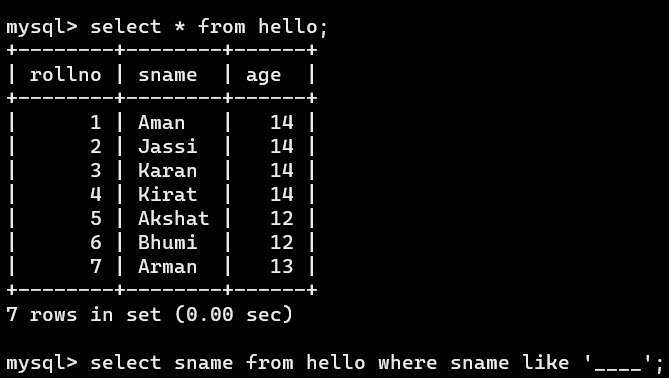 mysql> select * from hello;
+--------+--------+------+
| rollno | sname  | age  |
+--------+--------+------+
|      1 | Aman   |   14 |
|      2 | Jassi  |   14 |
|      3 | Karan  |   14 |
|      4 | Kirat  |   14 |
|      5 | Akshat |   12 |
|      6 | Bhumi  |   12 |
|      7 | Arman  |   13 |
+--------+--------+------+
7 rows in set (0.00 sec)
mysql> select sname from hello where sname like '____';